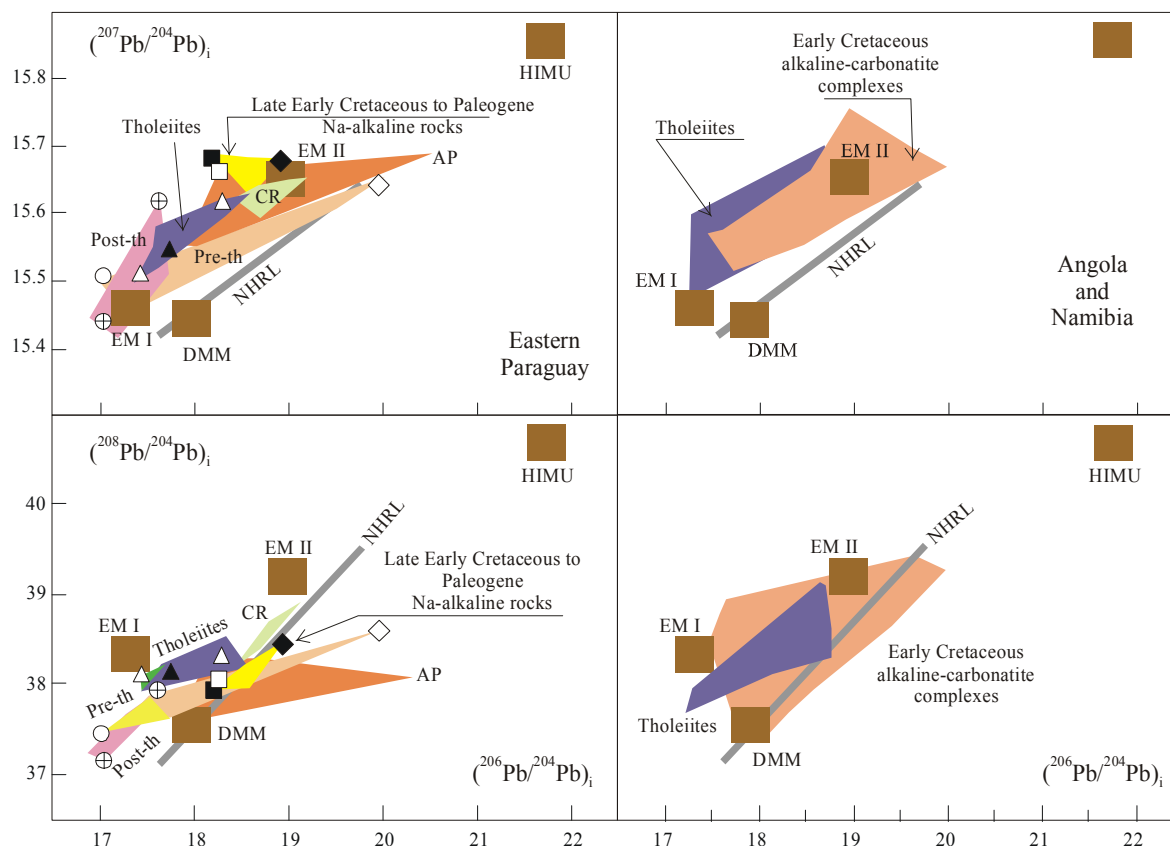 (²⁰⁷Pb/²⁰⁴Pb)ᵢ
HIMU
15.8
15.7
15.6
15.5
15.4
Late Early Cretaceous to Paleogene
Na-alkaline rocks
Tholeiites
EM II
AP
CR
Post-th
Pre-th
NHRL
EM I
DMM
Eastern
Paraguay
Early Cretaceous
alkaline-carbonatite
complexes
Tholeiites
EM II
NHRL
EM I
DMM
Angola
and
Namibia
(²⁰⁸Pb/²⁰⁴Pb)ᵢ
HIMU
40
39
38
37
NHRL
EM II
Late Early Cretaceous to
Paleogene
Na-alkaline rocks
CR
EM I
Tholeiites
AP
Pre-th
Post-th
DMM
(²⁰⁶Pb/²⁰⁴Pb)ᵢ
17 18 19 20 21 22
HIMU
NHRL
EM II
EM I
Early Cretaceous
alkaline-carbonatite
complexes
Tholeiites
DMM
(²⁰⁶Pb/²⁰⁴Pb)ᵢ
17 18 19 20 21 22